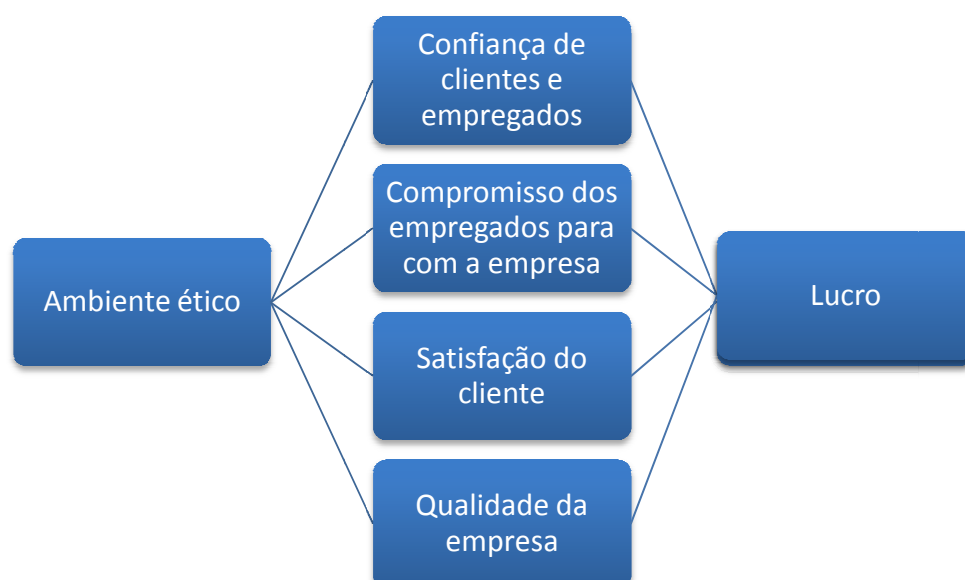 Confiança de
clientes e
empregados
Compromisso dos
empregados para
com a empresa
Ambiente ético
Lucro
Satisfação do
cliente
Qualidade da
empresa